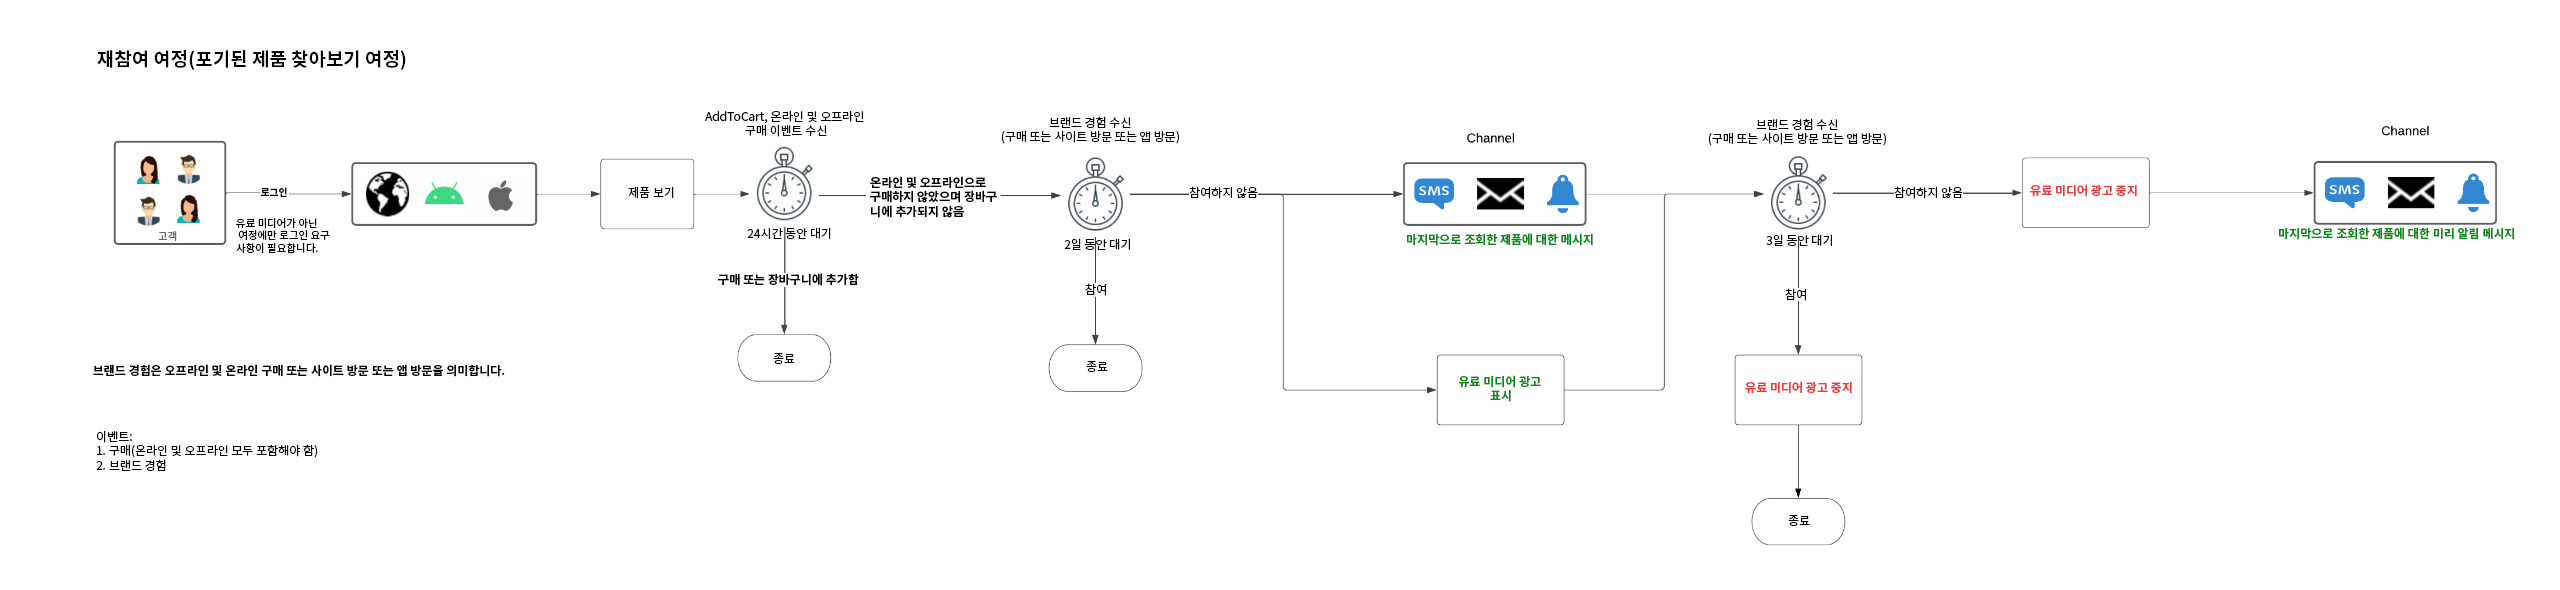 재참여 여정(포기된 제품 찾아보기 여정)
고객
로그인
유료 미디어가 아닌
여정에만 로그인 요구
사항이 필요합니다.
제품 보기
AddToCart, 온라인 및 오프라인
구매 이벤트 수신
24시간 동안 대기
구매 또는 장바구니에 추가함
종료
온라인 및 오프라인으로
구매하지 않았으며 장바구
니에 추가되지 않음
브랜드 경험 수신
(구매 또는 사이트 방문 또는 앱 방문)
2일 동안 대기
참여
종료
참여하지 않음
Channel
SMS
마지막으로 조회한 제품에 대한 메시지
유료 미디어 광고
표시
브랜드 경험 수신
(구매 또는 사이트 방문 또는 앱 방문)
3일 동안 대기
참여
유료 미디어 광고 중지
종료
참여하지 않음
유료 미디어 광고 중지
Channel
SMS
마지막으로 조회한 제품에 대한 미리 알림 메시지
브랜드 경험은 오프라인 및 온라인 구매 또는 사이트 방문 또는 앱 방문을 의미합니다.
이벤트:
1. 구매(온라인 및 오프라인 모두 포함해야 함)
2. 브랜드 경험